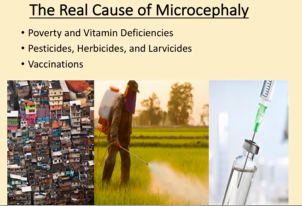 The Real Cause of Microcephaly
• Poverty and Vitamin Deficiencies
• Pesticides, Herbicides, and Larvicides
• Vaccinations